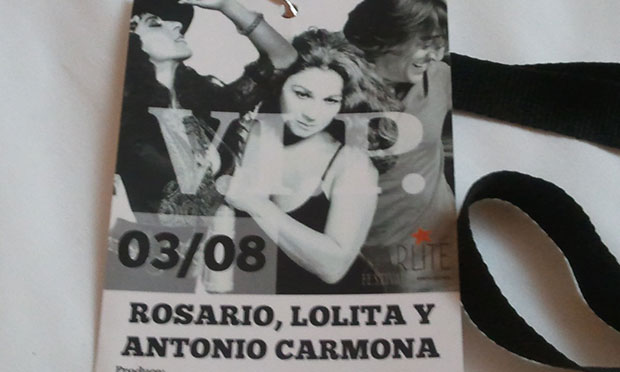 V.I.P.
03/08
RUTE
ROSARIO, LOLITA Y
ANTONIO CARMONA